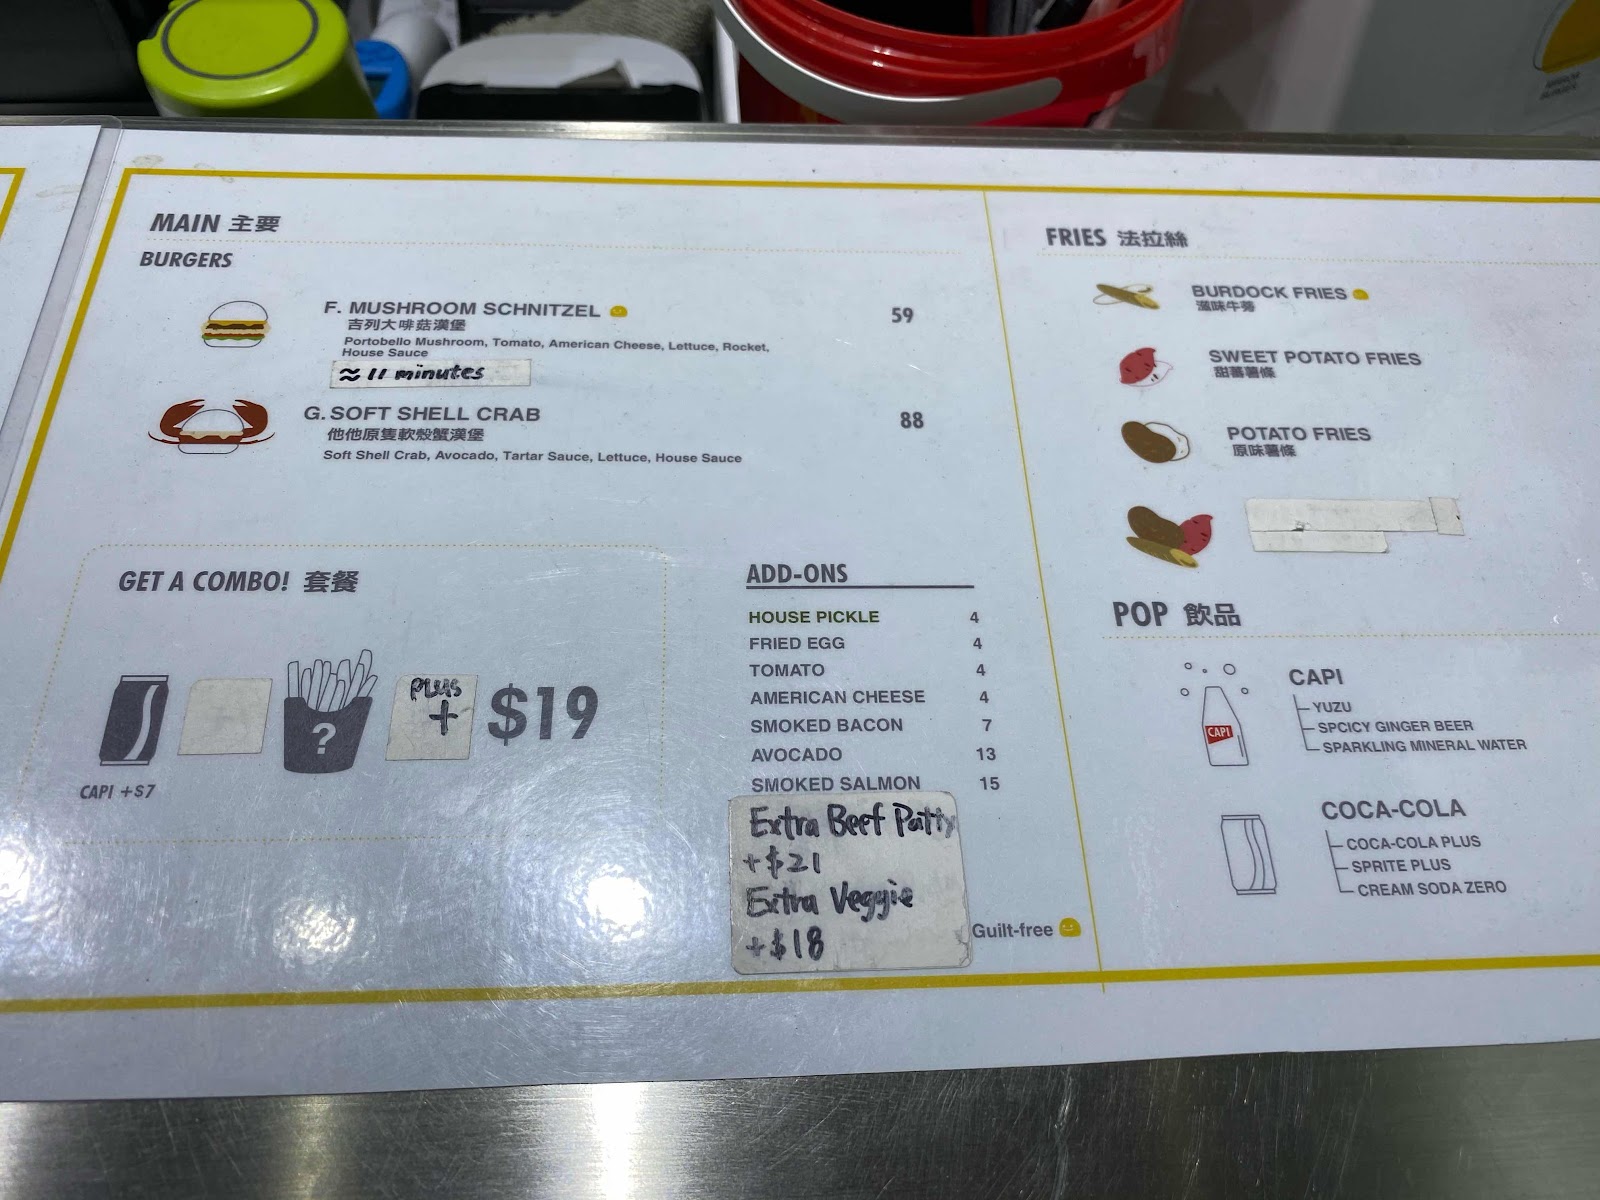 MAIN 主要
BURGERS
F. MUSHROOM SCHNITZEL
吉列大啡菇漢堡
Portobello Mushroom, Tomato, American Cheese, Lettuce, Rocket,
House Sauce
59
≈ 11 minutes
G. SOFT SHELL CRAB
他他原隻軟殼蟹漢堡
Soft Shell Crab, Avocado, Tartar Sauce, Lettuce, House Sauce
88
GET A COMBO! 套餐
?
PLUS
+
$19
CAPI +$7
ADD-ONS
HOUSE PICKLE 4
FRIED EGG 4
TOMATO 4
AMERICAN CHEESE 4
SMOKED BACON 7
AVOCADO 13
SMOKED SALMON 15
Extra Beef Patty
+$21
Extra Veggie
+$18
Guilt-free
FRIES 法拉絲
BURDOCK FRIES
滋味牛蒡
SWEET POTATO FRIES
甜蕃薯條
POTATO FRIES
原味薯條
POP 飲品
CAPI
CAPI
YUZU
SPCICY GINGER BEER
SPARKLING MINERAL WATER
COCA-COLA
COCA-COLA PLUS
SPRITE PLUS
CREAM SODA ZERO